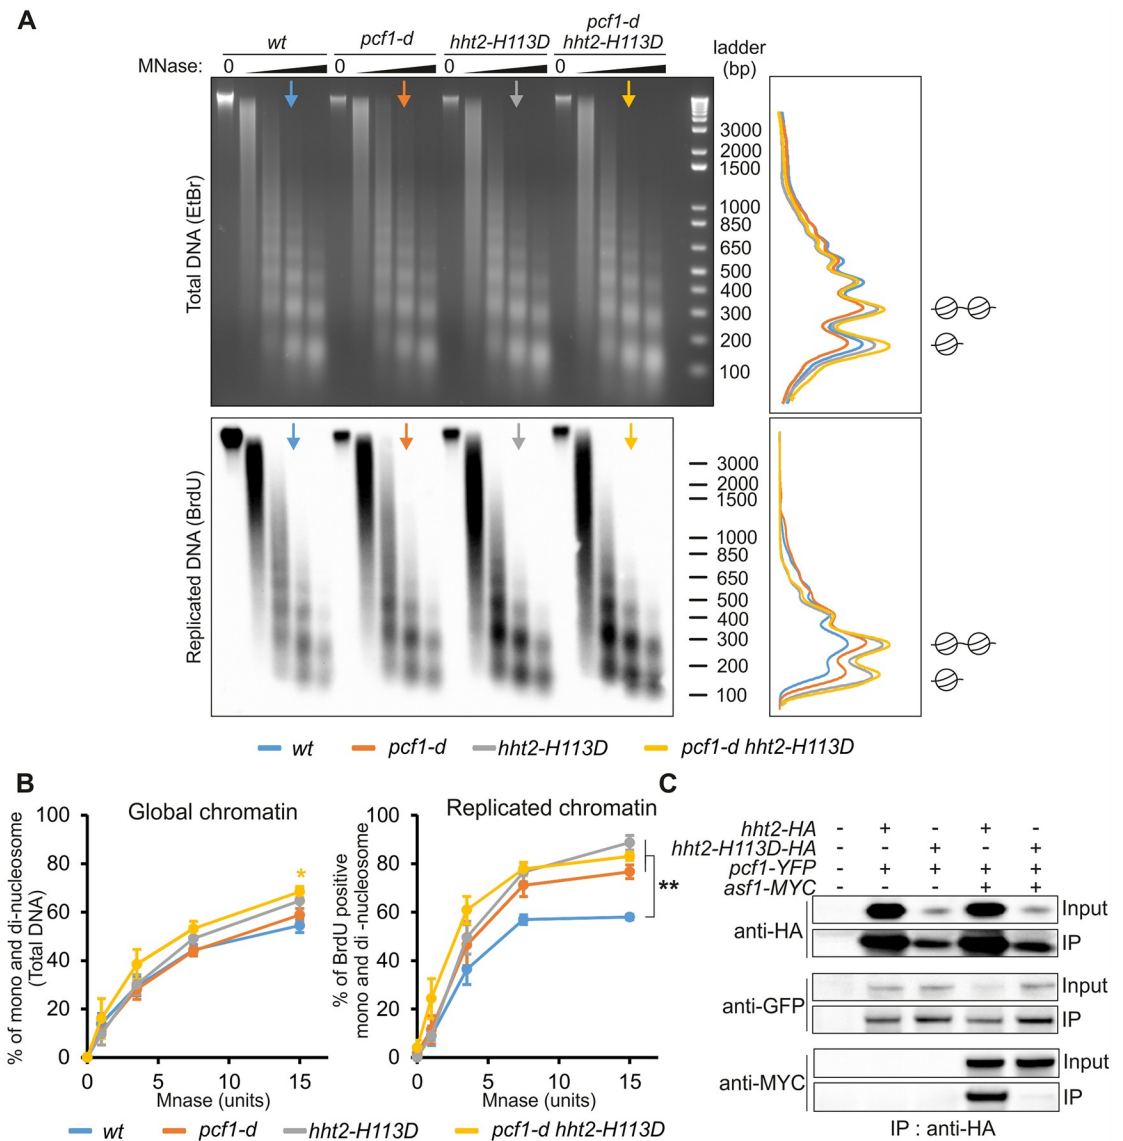 A
wt
pcf1-d
hht2-H113D
pcf1-d
hht2-H113D
ladder
(bp)
MNase: 0 0 0 0
Total DNA (EtBr)
3000
2000
1500
1000
850
650
500
400
300
200
100
Replicated DNA (BrdU)
3000
2000
1500
1000
850
650
500
400
300
200
100
wt pcf1-d hht2-H113D pcf1-d hht2-H113D
B
Global chromatin
% of mono and di-nucleosome
(Total DNA)
100
80
60
40
20
0
*
0 5 10 15
Mnase (units)
Replicated chromatin
% of BrdU positive
mono and di -nucleosome
100
80
60
40
20
0
**
0 5 10 15
Mnase (units)
wt pcf1-d hht2-H113D pcf1-d hht2-H113D
C
hht2-HA - + - + -
hht2-H113D-HA - - + - +
pcf1-YFP - + + + +
asf1-MYC - - - + +
anti-HA
Input
IP
anti-GFP
Input
IP
anti-MYC
Input
IP
IP : anti-HA